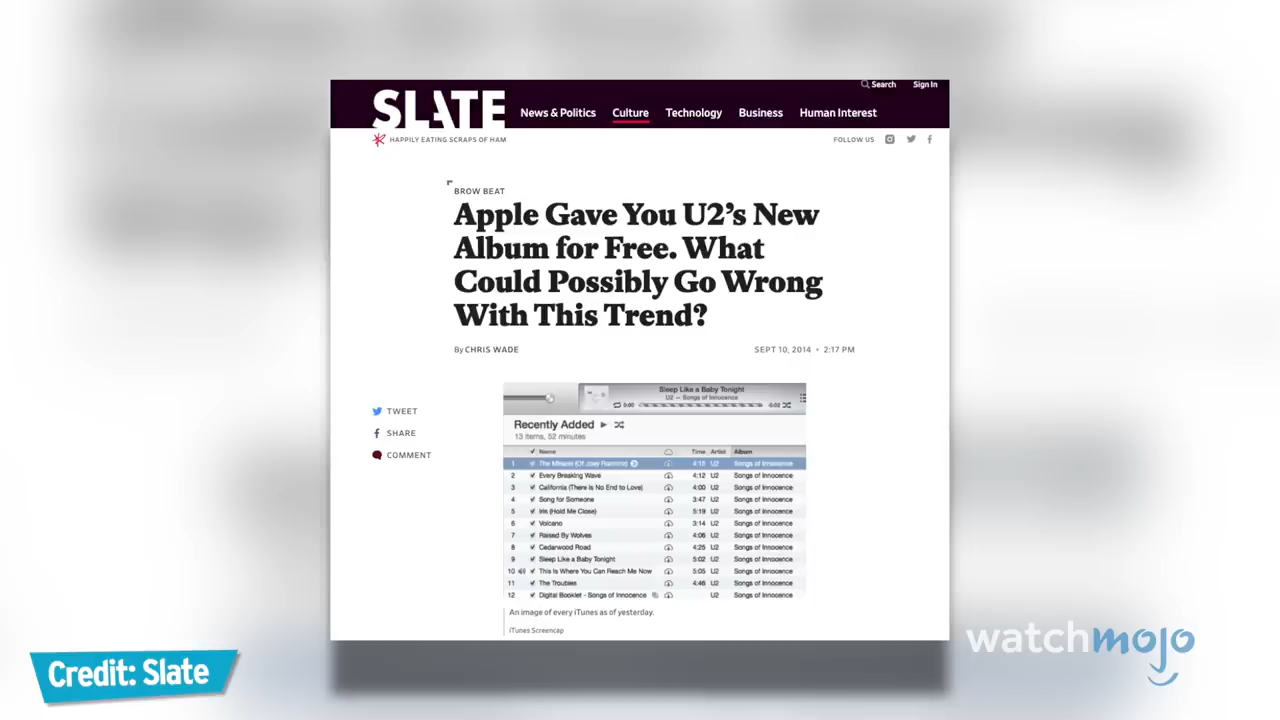 Search Sign In
SLATE News & Politics Culture Technology Business Human Interest
HAPPILY EATING SCRAPS OF HAM FOLLOW US
BROW BEAT
Apple Gave You U2's New
Album for Free. What
Could Possibly Go Wrong
With This Trend?
By CHRIS WADE SEPT 10, 2014 • 2:17 PM
TWEET
SHARE
COMMENT
Sleep Like a Baby Tonight
U2 — Songs of Innocence
0:00 -5:02
Recently Added
13 items, 52 minutes
Name Time Artist Album
1 The Miracle (Of Joey Ramone) 4:15 U2 Songs of Innocence
2 Every Breaking Wave 4:12 U2 Songs of Innocence
3 California (There Is No End to Love) 4:00 U2 Songs of Innocence
4 Song for Someone 3:47 U2 Songs of Innocence
5 Iris (Hold Me Close) 5:19 U2 Songs of Innocence
6 Volcano 3:14 U2 Songs of Innocence
7 Raised By Wolves 4:06 U2 Songs of Innocence
8 Cedarwood Road 4:25 U2 Songs of Innocence
9 Sleep Like a Baby Tonight 5:02 U2 Songs of Innocence
10 This Is Where You Can Reach Me Now 5:05 U2 Songs of Innocence
11 The Troubles 4:46 U2 Songs of Innocence
12 Digital Booklet - Songs of Innocence U2 Songs of Innocence
An image of every iTunes as of yesterday.
iTunes Screencap
Credit: Slate
watchmojo